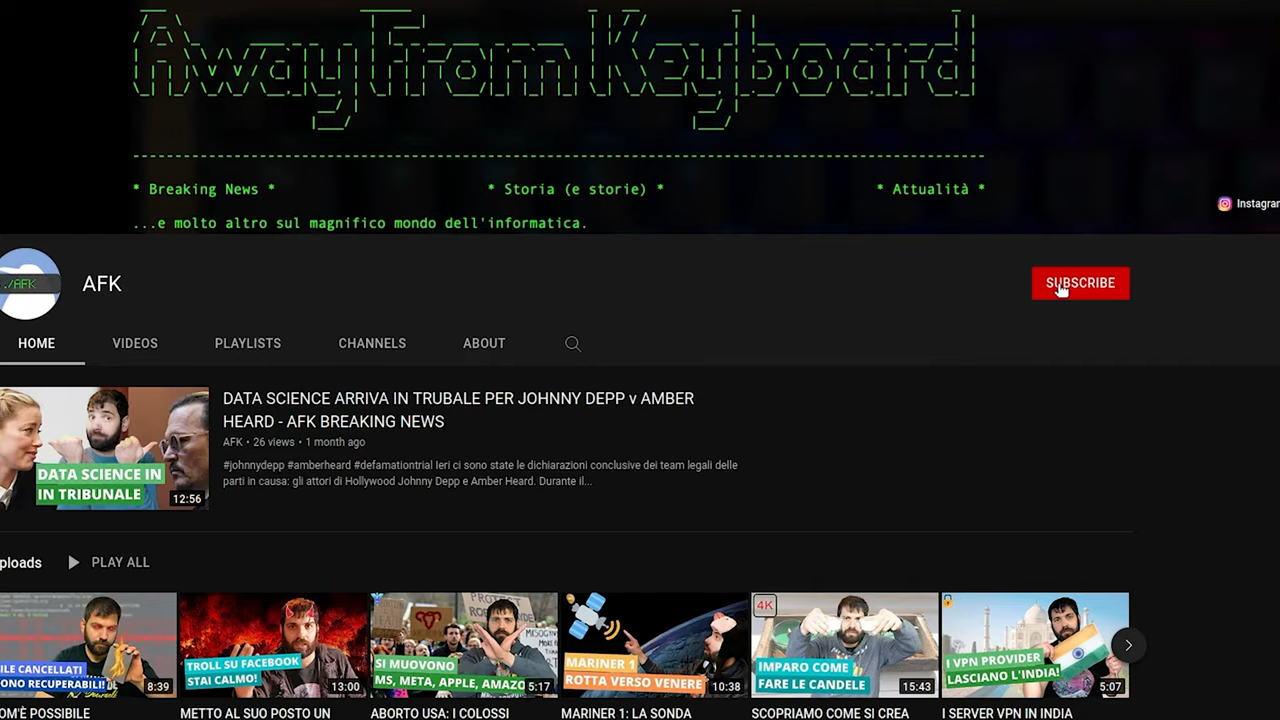 AwayFromKeyboard
* Breaking News * * Storia (e storie) * * Attualità *
...e molto altro sul magnifico mondo dell'informatica.
Instagram
./AFK
AFK
SUBSCRIBE
HOME VIDEOS PLAYLISTS CHANNELS ABOUT
DATA SCIENCE IN
IN TRIBUNALE
12:56
DATA SCIENCE ARRIVA IN TRUBALE PER JOHNNY DEPP v AMBER
HEARD - AFK BREAKING NEWS
AFK • 26 views • 1 month ago
#johnnydepp #amberheard #defamationtrial Ieri ci sono state le dichiarazioni conclusive dei team legali delle
parti in causa: gli attori di Hollywood Johnny Depp e Amber Heard. Durante il...
ploads PLAY ALL
ILE CANCELLATI
ONO RECUPERABILI!
8:39
TROLL SU FACEBOOK
STAI CALMO!
13:00
PROTECT
SI MUOVONO
MS, META, APPLE, AMAZO
5:17
MARINER 1
ROTTA VERSO VENERE
10:38
4K
IMPARO COME
FARE LE CANDELE
15:43
I VPN PROVIDER
LASCIANO L'INDIA!
5:07
OM'È POSSIBILE
METTO AL SUO POSTO UN
ABORTO USA: I COLOSSI
MARINER 1: LA SONDA
SCOPRIAMO COME SI CREA
I SERVER VPN IN INDIA